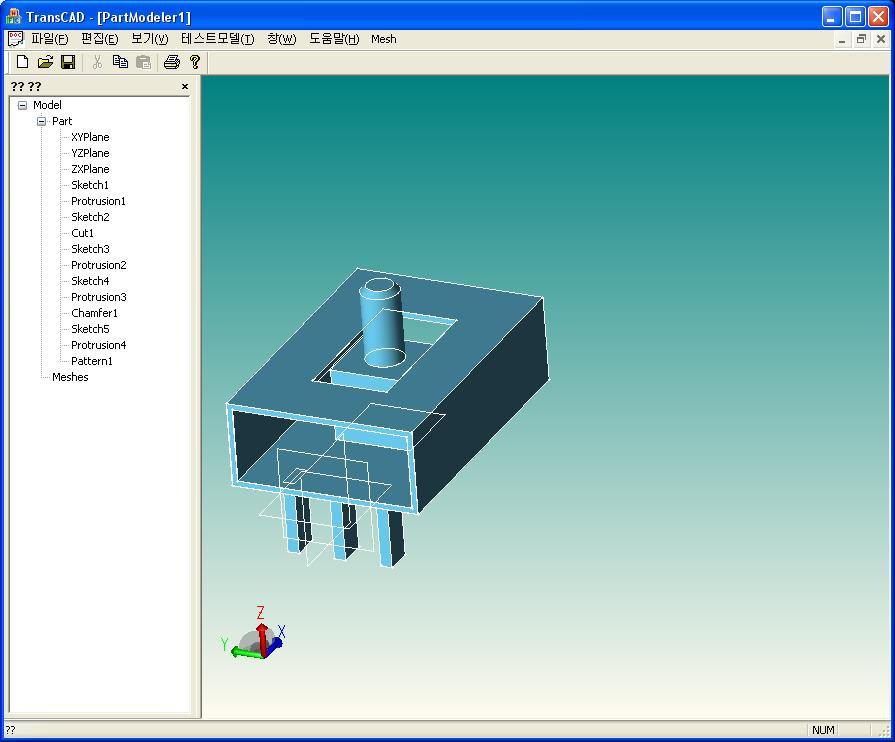 TransCAD - [PartModeler1]
파일(F) 편집(E) 보기(V) 테스트모델(T) 창(W) 도움말(H) Mesh
?? ??
Model
Part
XYPlane
YZPlane
ZXPlane
Sketch1
Protrusion1
Sketch2
Cut1
Sketch3
Protrusion2
Sketch4
Protrusion3
Chamfer1
Sketch5
Protrusion4
Pattern1
Meshes
Z
Y X
?? NUM